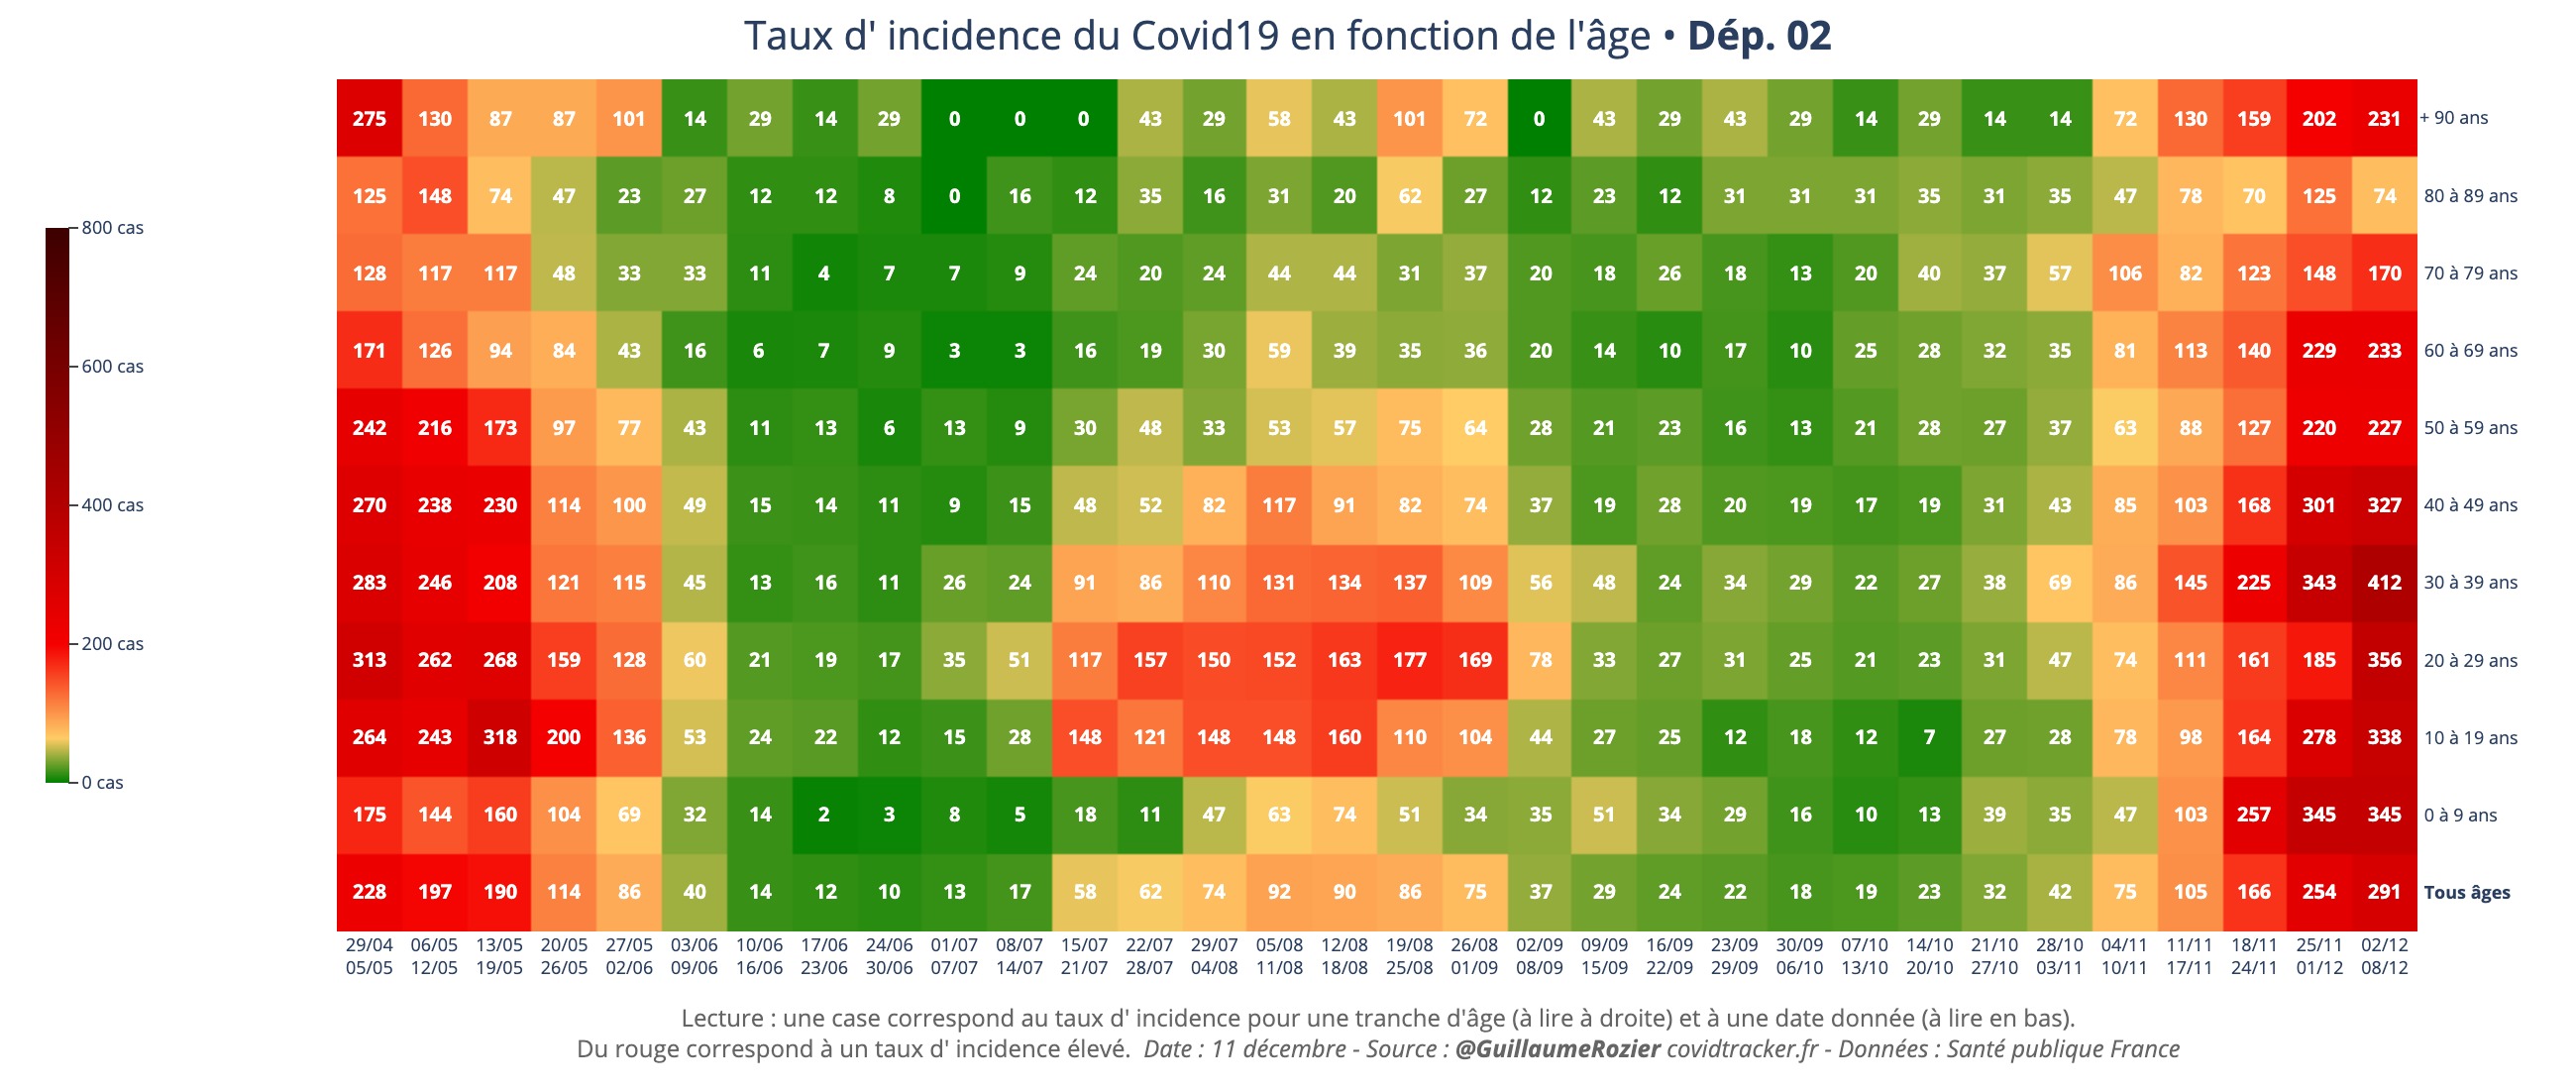 Taux d' incidence du Covid19 en fonction de l'âge • Dép. 02
800 cas
600 cas
400 cas
200 cas
0 cas
275 130 87 87 101 14 29 14 29 0 0 0 43 29 58 43 101 72 0 43 29 43 29 14 29 14 14 72 130 159 202 231 + 90 ans
125 148 74 47 23 27 12 12 8 0 16 12 35 16 31 20 62 27 12 23 12 31 31 31 35 31 35 47 78 70 125 74 80 à 89 ans
128 117 117 48 33 33 11 4 7 7 9 24 20 24 44 44 31 37 20 18 26 18 13 20 40 37 57 106 82 123 148 170 70 à 79 ans
171 126 94 84 43 16 6 7 9 3 3 16 19 30 59 39 35 36 20 14 10 17 10 25 28 32 35 81 113 140 229 233 60 à 69 ans
242 216 173 97 77 43 11 13 6 13 9 30 48 33 53 57 75 64 28 21 23 16 13 21 28 27 37 63 88 127 220 227 50 à 59 ans
270 238 230 114 100 49 15 14 11 9 15 48 52 82 117 91 82 74 37 19 28 20 19 17 19 31 43 85 103 168 301 327 40 à 49 ans
283 246 208 121 115 45 13 16 11 26 24 91 86 110 131 134 137 109 56 48 24 34 29 22 27 38 69 86 145 225 343 412 30 à 39 ans
313 262 268 159 128 60 21 19 17 35 51 117 157 150 152 163 177 169 78 33 27 31 25 21 23 31 47 74 111 161 185 356 20 à 29 ans
264 243 318 200 136 53 24 22 12 15 28 148 121 148 148 160 110 104 44 27 25 12 18 12 7 27 28 78 98 164 278 338 10 à 19 ans
175 144 160 104 69 32 14 2 3 8 5 18 11 47 63 74 51 34 35 51 34 29 16 10 13 39 35 47 103 257 345 345 0 à 9 ans
228 197 190 114 86 40 14 12 10 13 17 58 62 74 92 90 86 75 37 29 24 22 18 19 23 32 42 75 105 166 254 291 Tous âges
29/04 06/05 13/05 20/05 27/05 03/06 10/06 17/06 24/06 01/07 08/07 15/07 22/07 29/07 05/08 12/08 19/08 26/08 02/09 09/09 16/09 23/09 30/09 07/10 14/10 21/10 28/10 04/11 11/11 18/11 25/11 02/12
05/05 12/05 19/05 26/05 02/06 09/06 16/06 23/06 30/06 07/07 14/07 21/07 28/07 04/08 11/08 18/08 25/08 01/09 08/09 15/09 22/09 29/09 06/10 13/10 20/10 27/10 03/11 10/11 17/11 24/11 01/12 08/12
Lecture : une case correspond au taux d' incidence pour une tranche d'âge (à lire à droite) et à une date donnée (à lire en bas).
Du rouge correspond à un taux d' incidence élevé. Date : 11 décembre - Source : @GuillaumeRozier covidtracker.fr - Données : Santé publique France